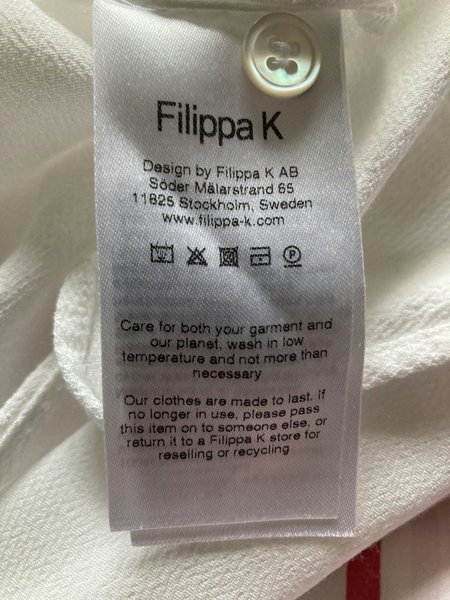 Filippa K
Design by Filippa K AB
Söder Mälarstrand 65
11825 Stockholm, Sweden
www.filippa-k.com
Care for both your garment and
our planet, wash in low
temperature and not more than
necessary
Our clothes are made to last. If
no longer in use, please pass
this item on to someone else, or
return it to a Filippa K store for
reselling or recycling